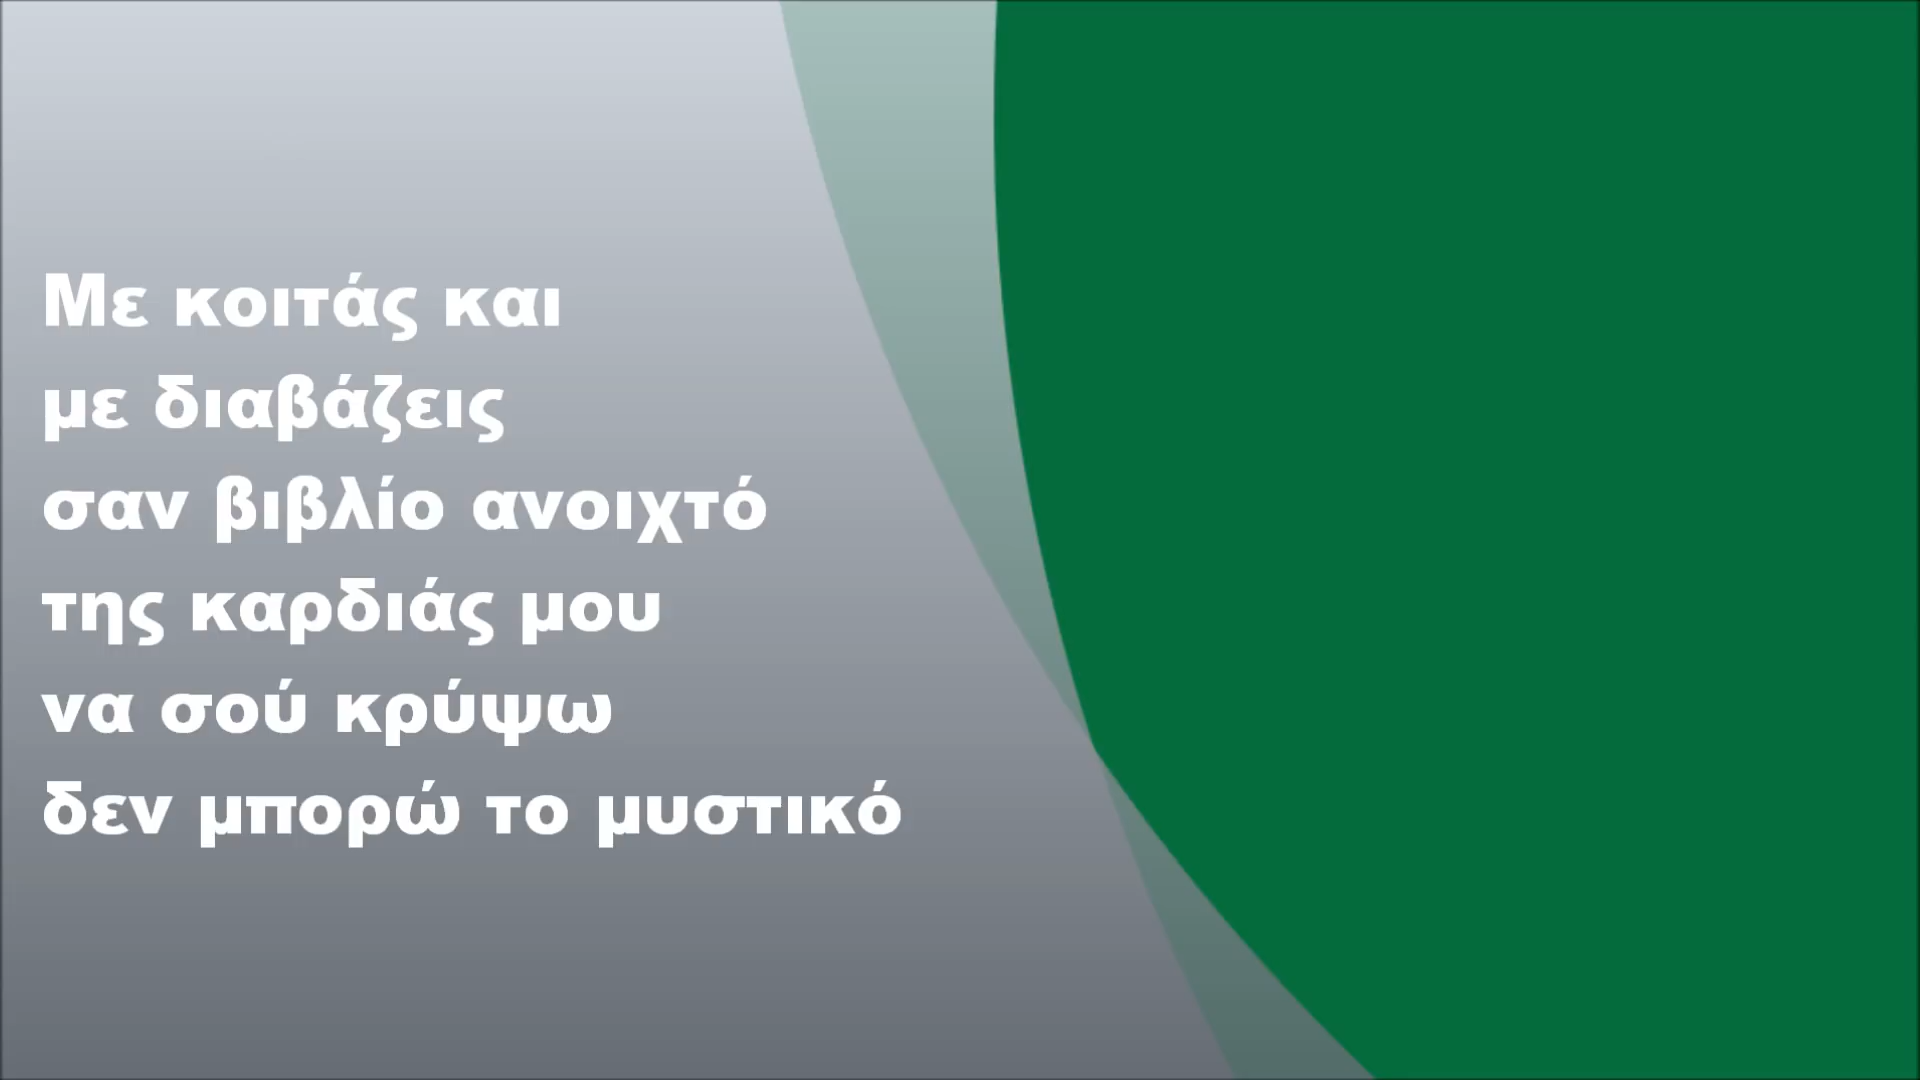 Με κοιτάς και
με διαβάζεις
σαν βιβλίο ανοιχτό
της καρδιάς μου
να σού κρύψω
δεν μπορώ το μυστικό